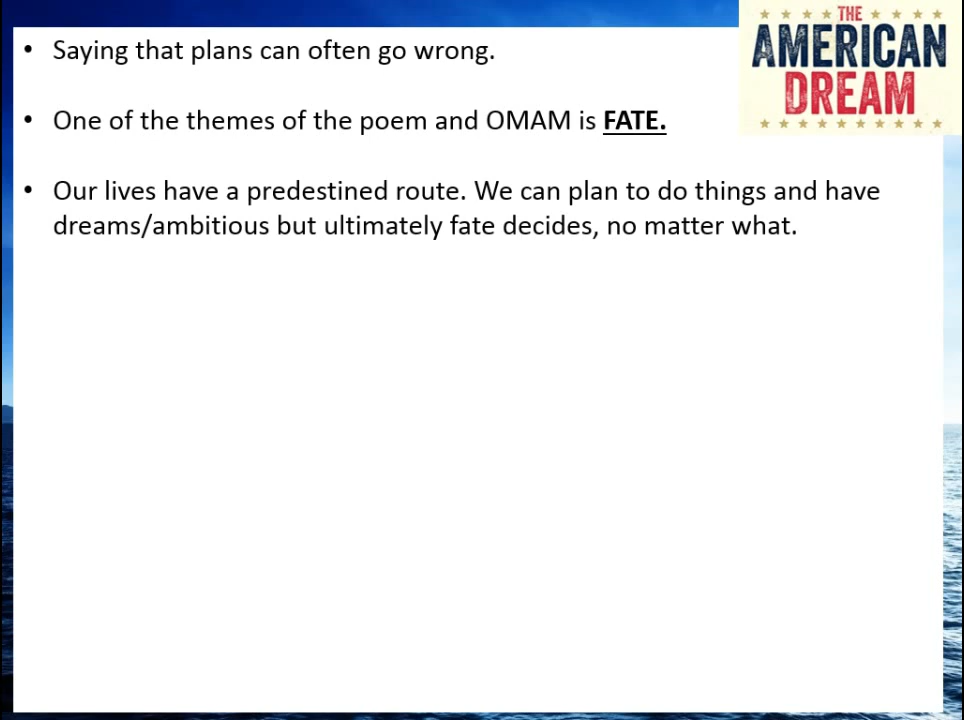 THE
AMERICAN
DREAM
• Saying that plans can often go wrong.
• One of the themes of the poem and OMAM is FATE.
• Our lives have a predestined route. We can plan to do things and have
dreams/ambitious but ultimately fate decides, no matter what.